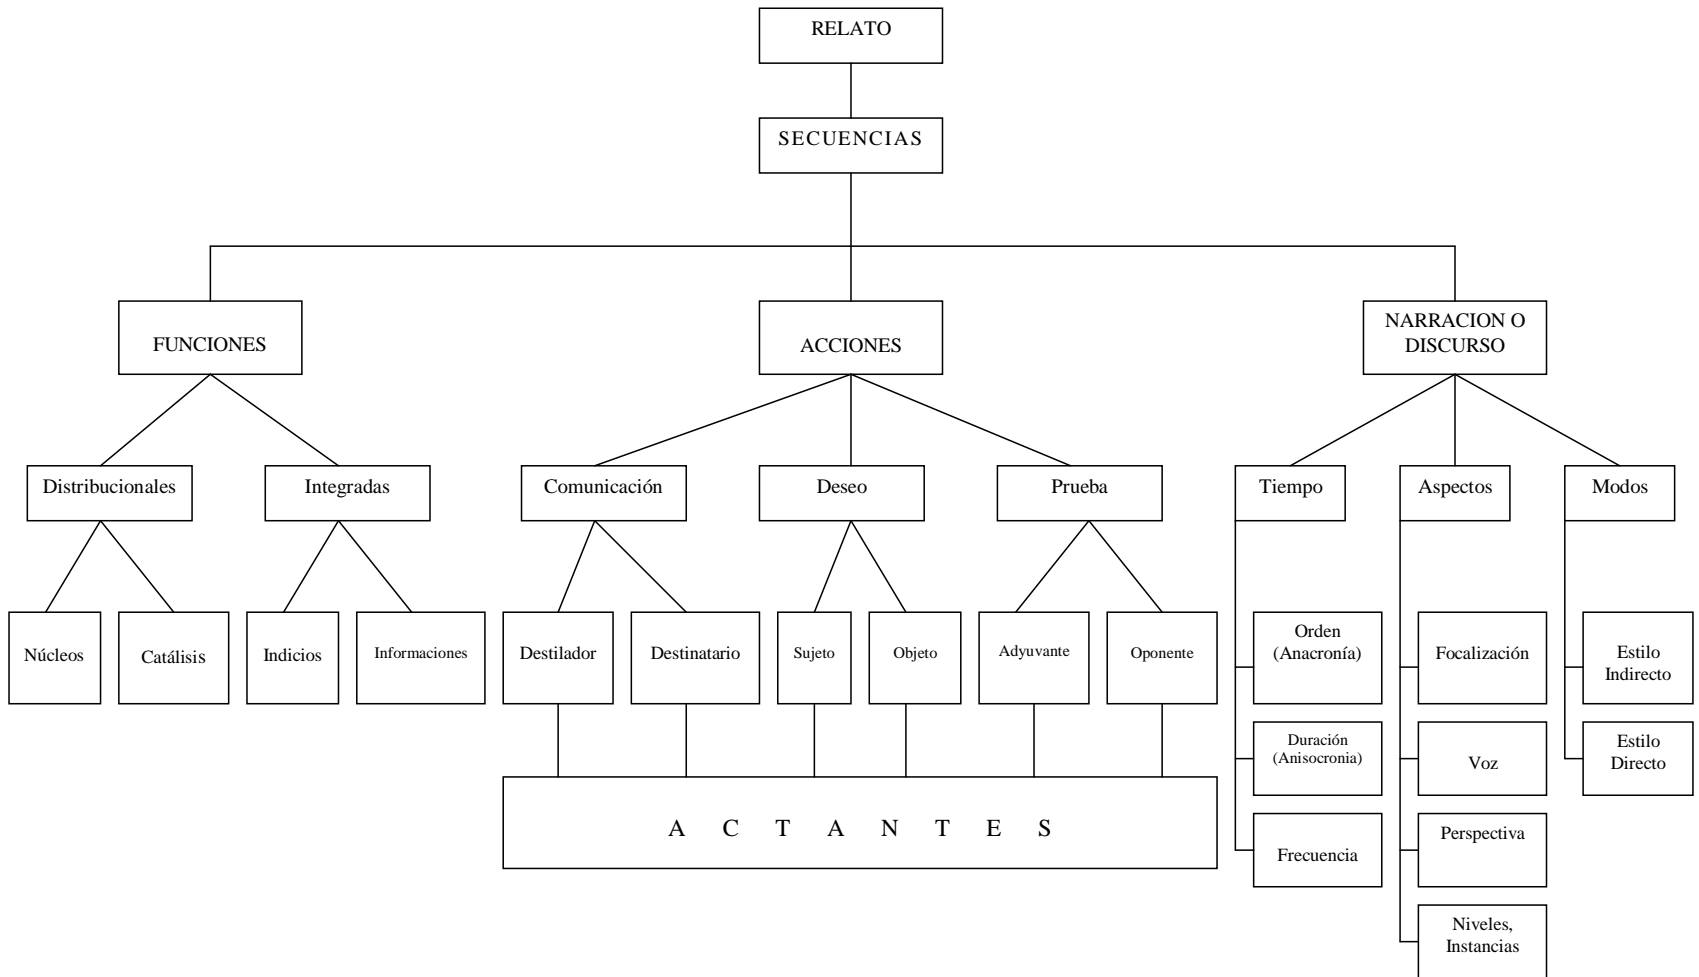 RELATO
SECUENCIAS
FUNCIONES
ACCIONES
NARRACION O
DISCURSO
Distribucionales
Integradas
Comunicación
Deseo
Prueba
Tiempo
Aspectos
Modos
Núcleos
Catálisis
Indicios
Informaciones
Destilador
Destinatario
Sujeto
Objeto
Adyuvante
Oponente
Orden
(Anacronía)
Focalización
Estilo
Indirecto
Duración
(Anisocronia)
Voz
Estilo
Directo
A C T A N T E S
Frecuencia
Perspectiva
Niveles,
Instancias